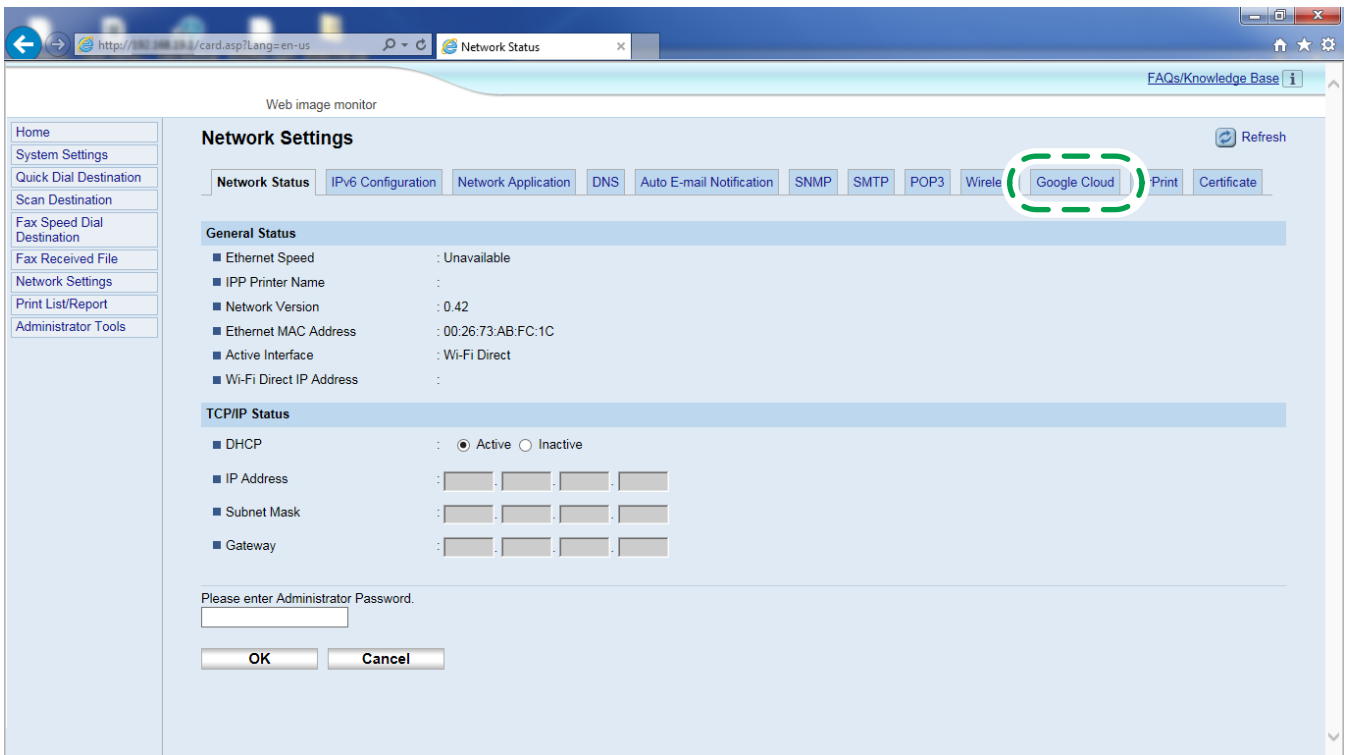 http:// /card.asp?Lang=en-us
Network Status
FAQs/Knowledge Base i
Web image monitor
Home
System Settings
Quick Dial Destination
Scan Destination
Fax Speed Dial
Destination
Fax Received File
Network Settings
Print List/Report
Administrator Tools
Network Settings
Refresh
Network Status IPv6 Configuration Network Application DNS Auto E-mail Notification SNMP SMTP POP3 Wirele Google Cloud Print Certificate
General Status
Ethernet Speed : Unavailable
IPP Printer Name :
Network Version : 0.42
Ethernet MAC Address : 00:26:73:AB:FC:1C
Active Interface : Wi-Fi Direct
Wi-Fi Direct IP Address :
TCP/IP Status
DHCP : Active Inactive
IP Address : . . .
Subnet Mask : . . .
Gateway : . . .
Please enter Administrator Password.
OK Cancel